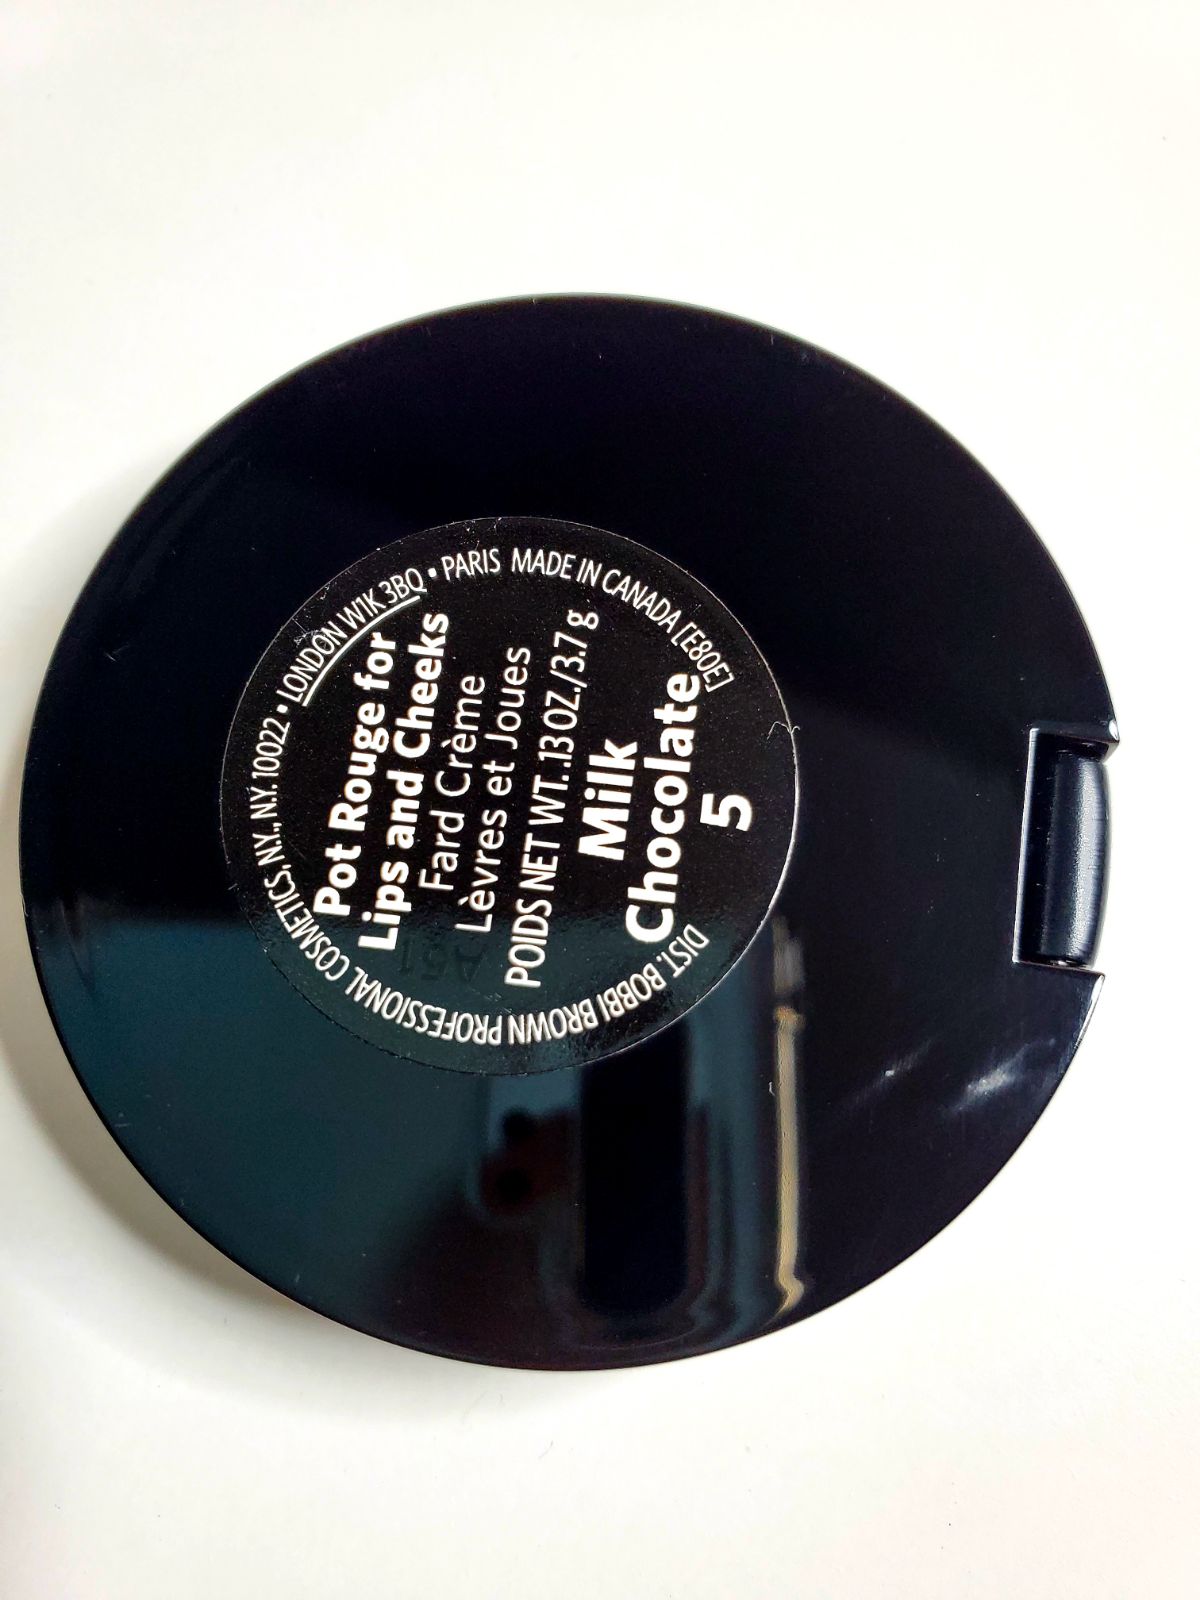 Pot Rouge for
Lips and Cheeks
Fard Crème
Lèvres et Joues
POIDS NET WT. .13 OZ./3.7 g
Milk
Chocolate
5
DIST. BOBBI BROWN PROFESSIONAL COSMETICS, N.Y., N.Y. 10022 • LONDON W1K 3BQ • PARIS MADE IN CANADA [E80E]
A51